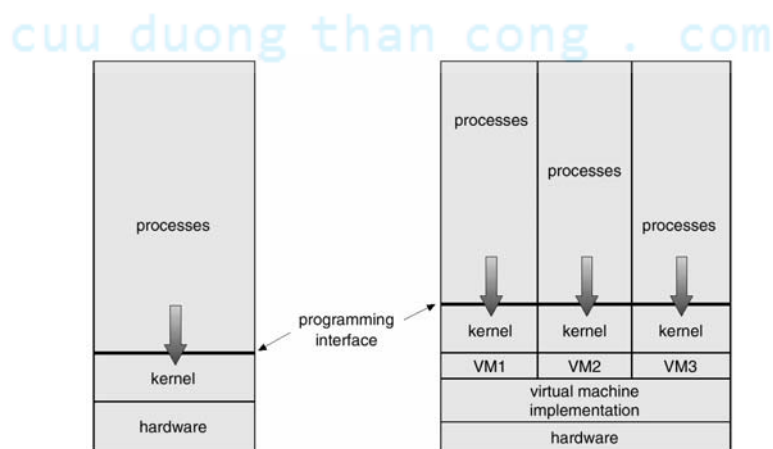 cuu duong than cong . com
processes
kernel
hardware
programming
interface
processes
processes
processes
kernel kernel kernel
VM1 VM2 VM3
virtual machine
implementation
hardware